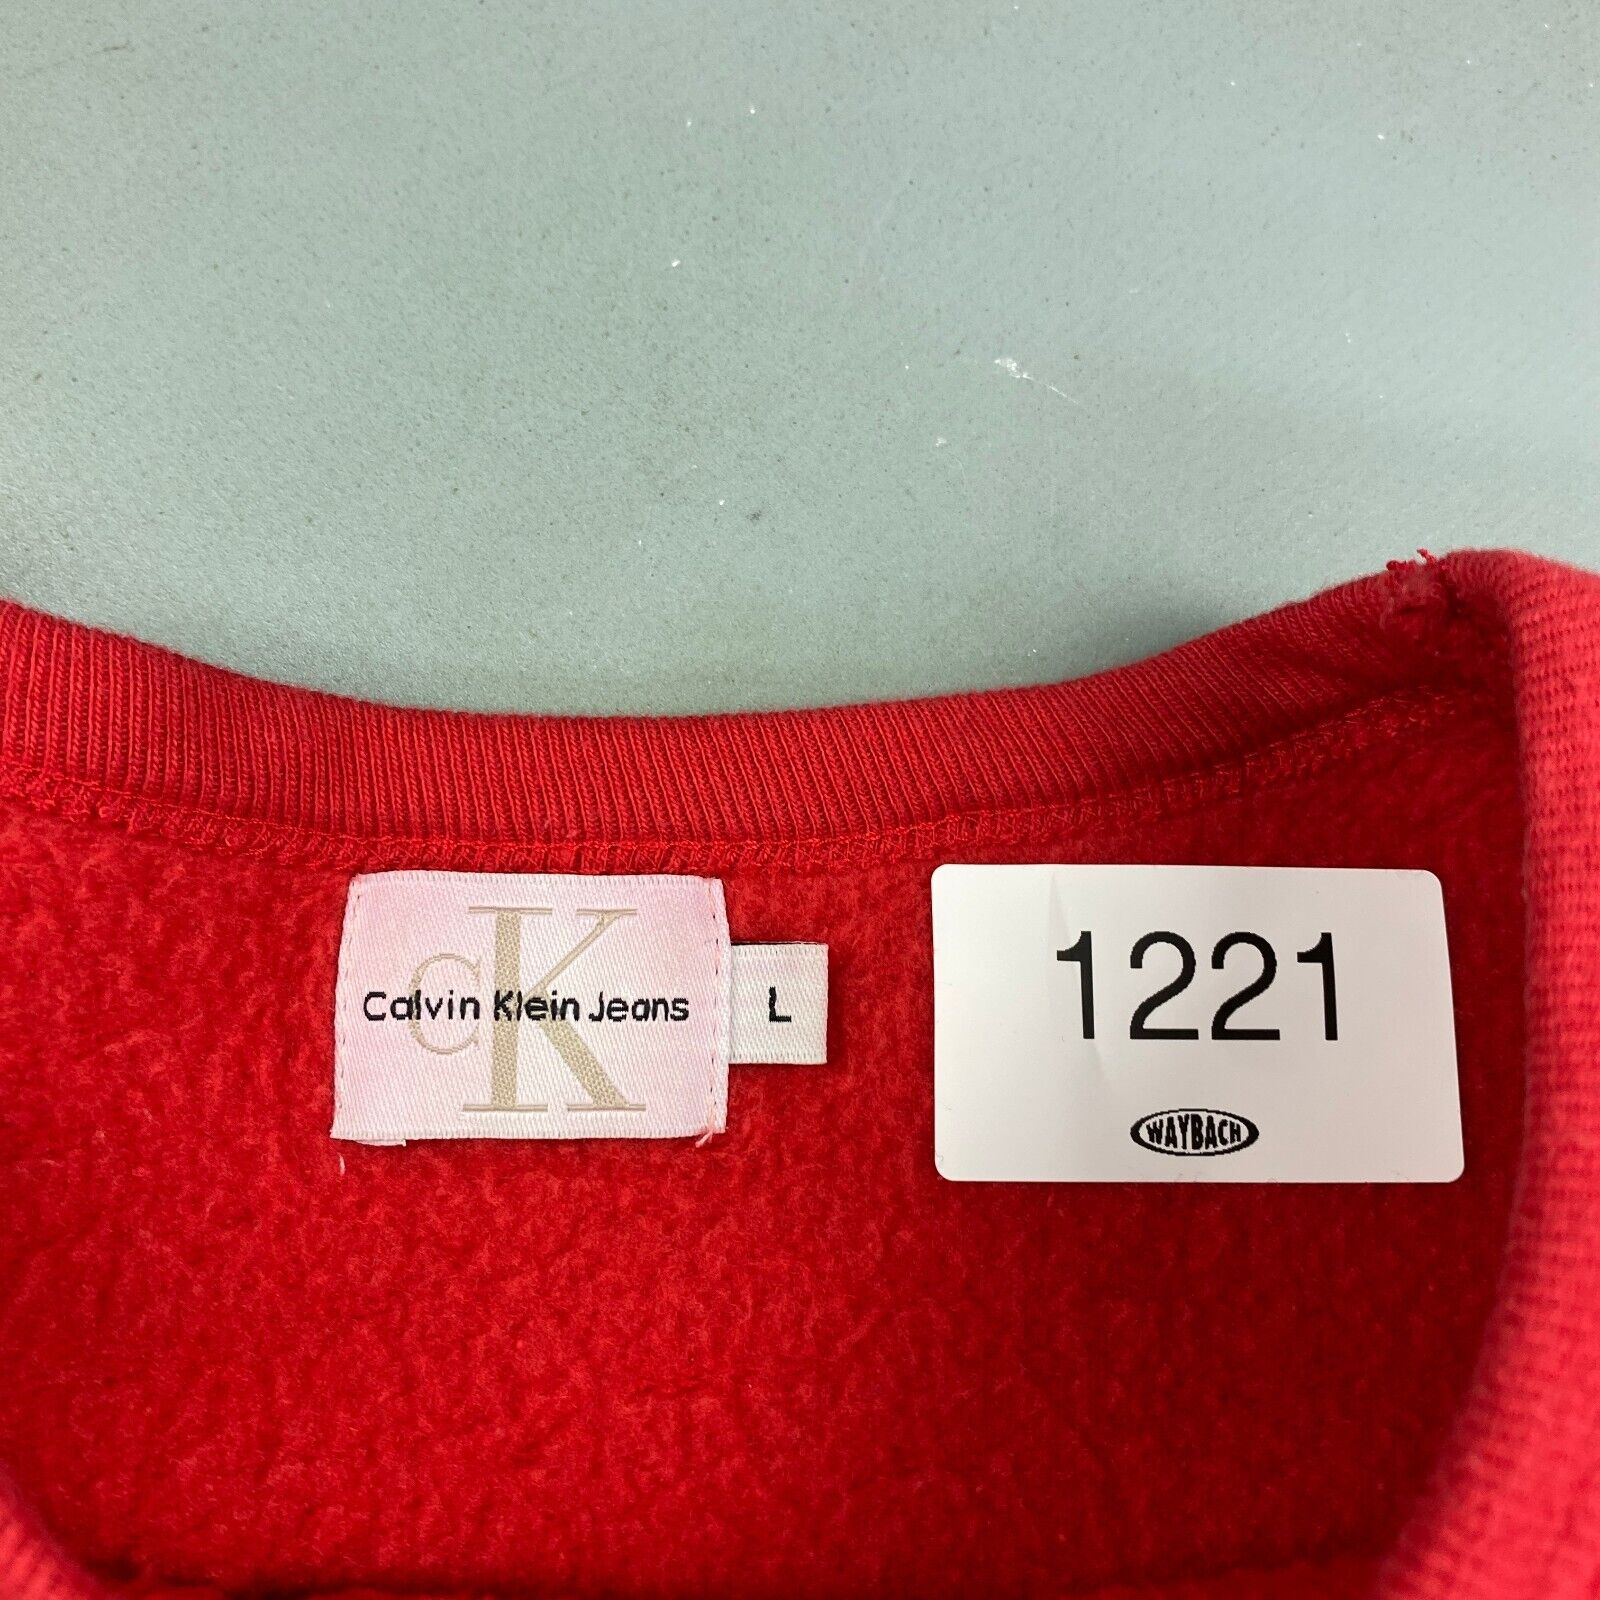 CK
Calvin Klein Jeans
L
1221
WAYBACH